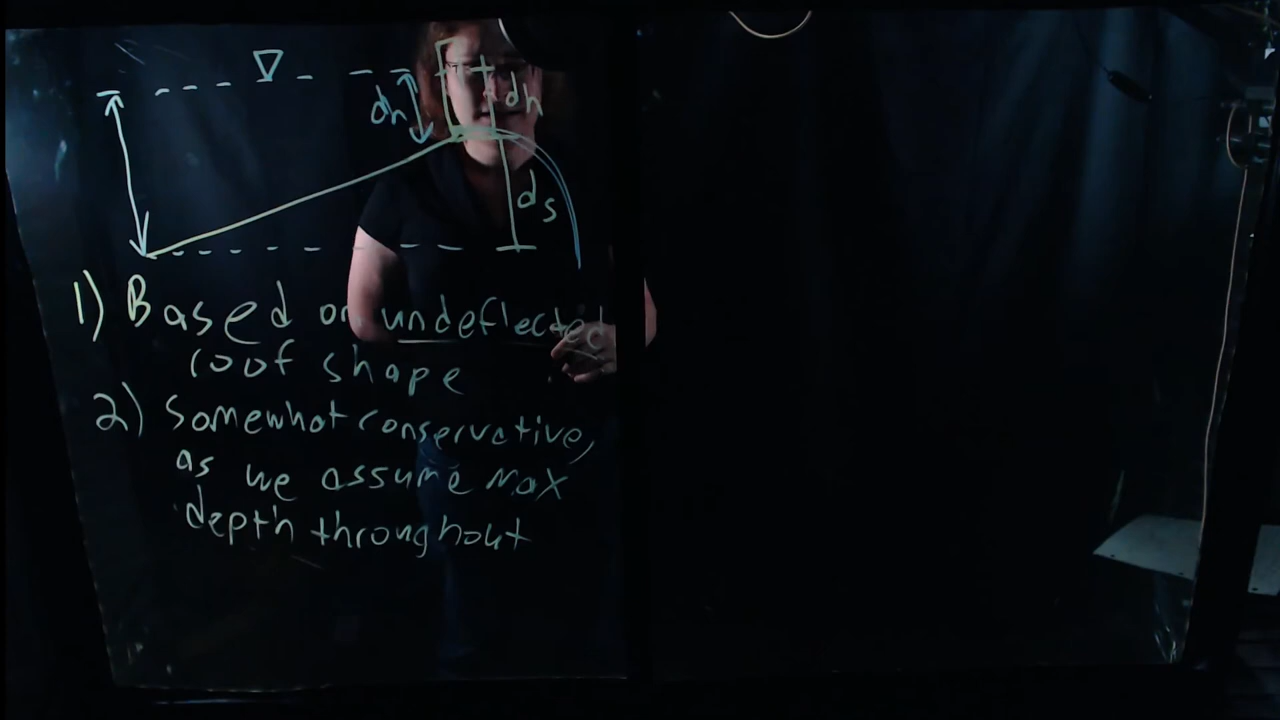 dh
dh
ds
1) Based on undeflected
roof shape
2) Somewhat conservative,
as we assume max
depth throughout